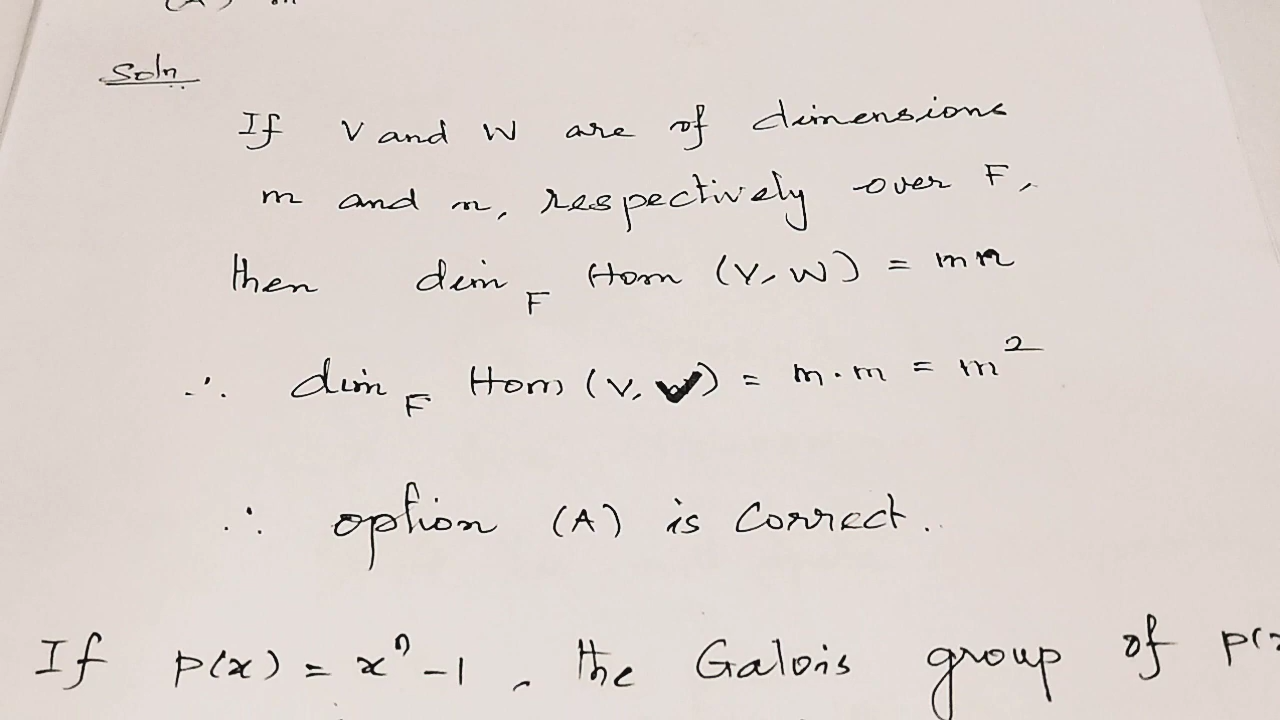 Soln
If V and W are of dimensions
m and n, respectively over F,
then dim F Hom (V, W) = mn
∴ dim F Hom (V, V) = m.m = m²
∴ option (A) is correct.
If p(x) = xⁿ - 1, the Galois group of